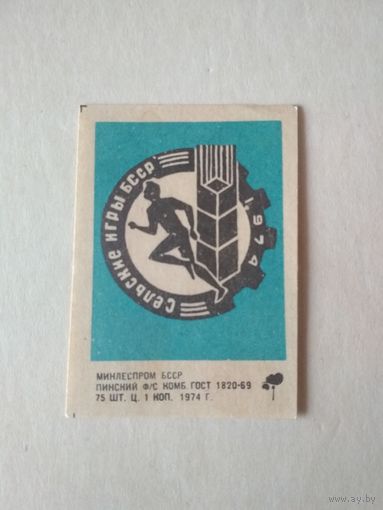 Сельские игры БССР
1974
МИНЛЕСПРОМ БССР
ПИНСКИЙ Ф/С КОМБ. ГОСТ 1820-69
75 ШТ. Ц. 1 КОП. 1974 Г.
www.ay.by